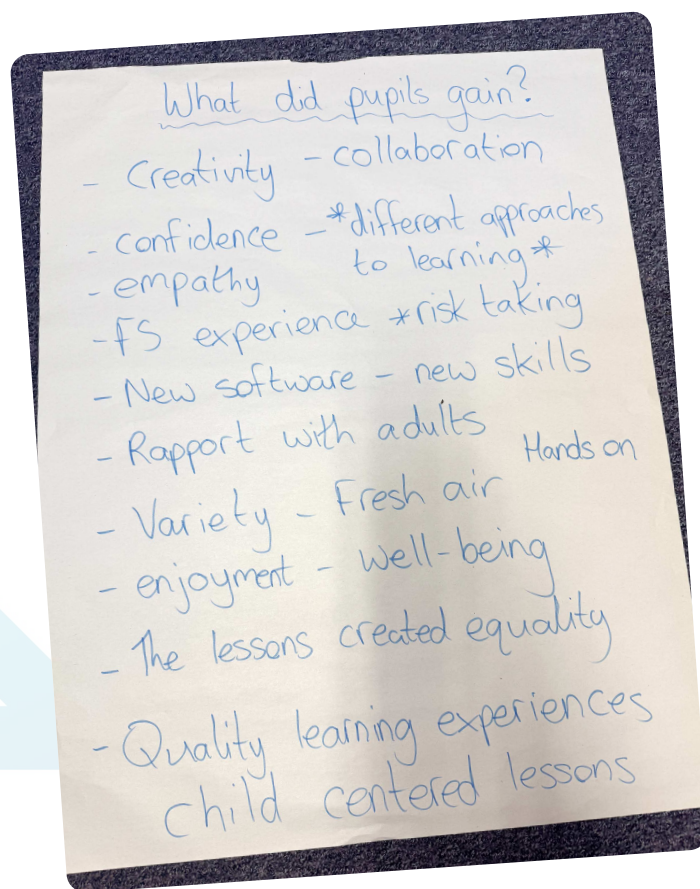 What did pupils gain?
- Creativity - collaboration
- confidence - *different approaches
to learning*
- empathy
- FS experience *risk taking
- New software - new skills
- Rapport with adults
Hands on
- Variety - Fresh air
- enjoyment - well-being
- The lessons created equality
- Quality learning experiences
child centered lessons